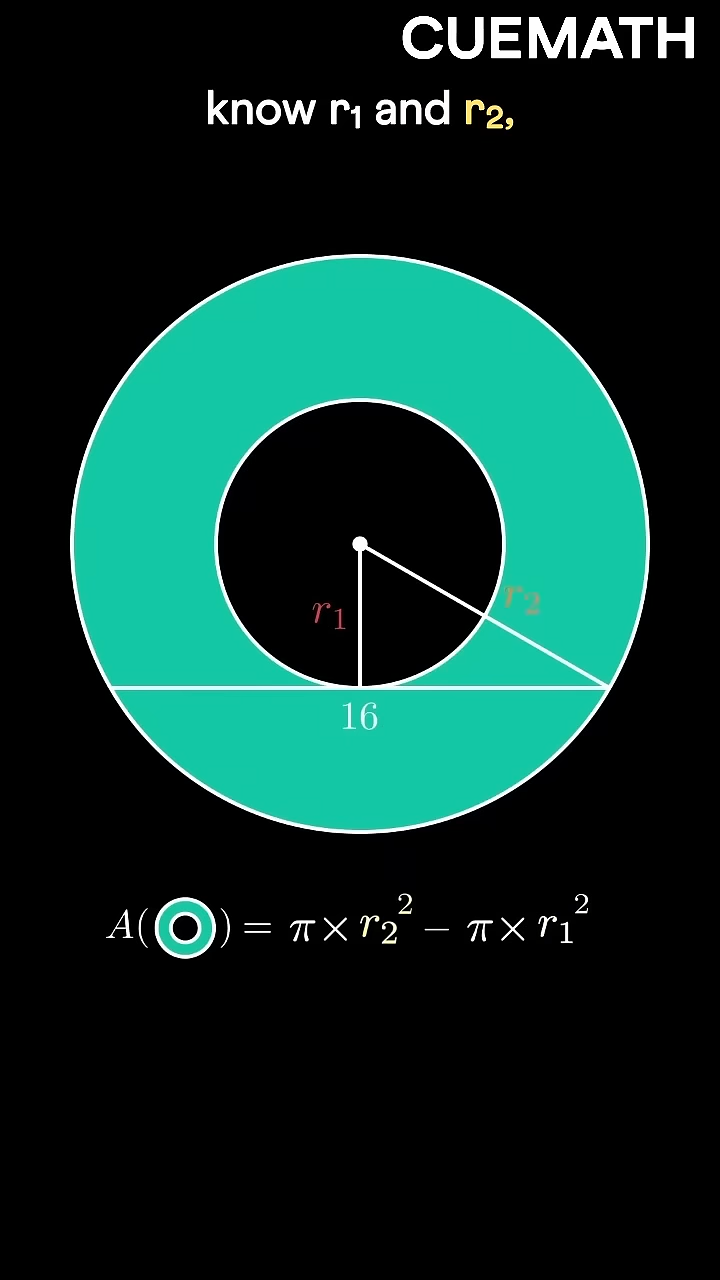 CUEMATH
know r₁ and r₂,
r₁
r₂
16
A( ) = π × r₂² − π × r₁²